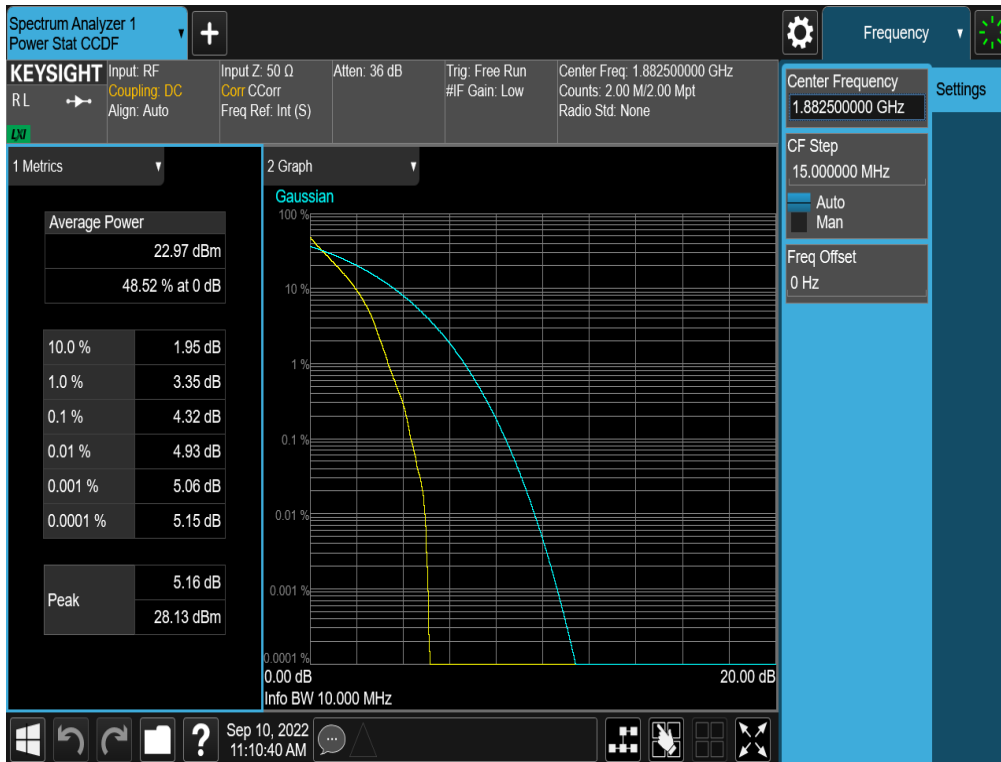 Spectrum Analyzer 1
Power Stat CCDF
Frequency
KEYSIGHT
RL
LXI
Input: RF
Coupling: DC
Align: Auto
Input Z: 50 Ω
Corr CCorr
Freq Ref: Int (S)
Atten: 36 dB
Trig: Free Run
#IF Gain: Low
Center Freq: 1.882500000 GHz
Counts: 2.00 M/2.00 Mpt
Radio Std: None
Center Frequency
1.882500000 GHz
Settings
CF Step
15.000000 MHz
Auto
Man
Freq Offset
0 Hz
1 Metrics
Average Power
22.97 dBm
48.52 % at 0 dB
10.0 % 1.95 dB
1.0 % 3.35 dB
0.1 % 4.32 dB
0.01 % 4.93 dB
0.001 % 5.06 dB
0.0001 % 5.15 dB
Peak
5.16 dB
28.13 dBm
2 Graph
Gaussian
100 %
10 %
1 %
0.1 %
0.01 %
0.001 %
0.0001 %
0.00 dB 20.00 dB
Info BW 10.000 MHz
?
Sep 10, 2022
11:10:40 AM